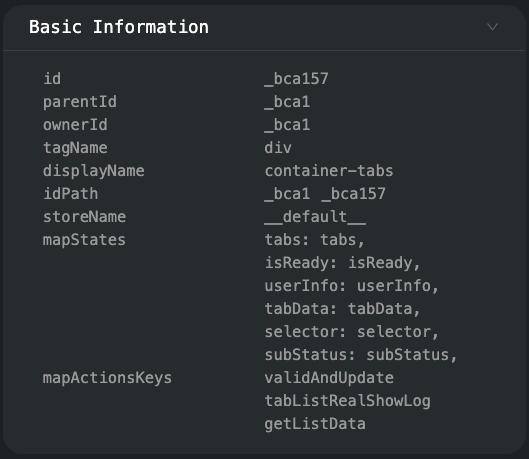 Basic Information
id _bca157
parentId _bca1
ownerId _bca1
tagName div
displayName container-tabs
idPath _bca1 _bca157
storeName __default__
mapStates tabs: tabs,
isReady: isReady,
userInfo: userInfo,
tabData: tabData,
selector: selector,
subStatus: subStatus,
mapActionsKeys validAndUpdate
tabListRealShowLog
getListData